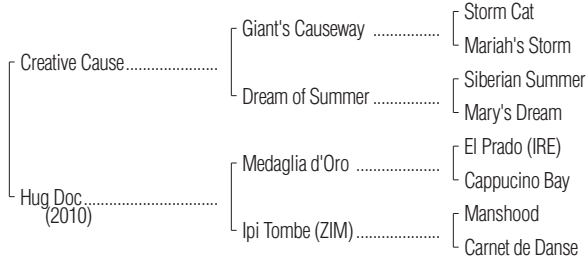 Storm Cat
Giant's Causeway ................
Mariah's Storm
Creative Cause......................
Siberian Summer
Dream of Summer ................
Mary's Dream
El Prado (IRE)
Medaglia d'Oro ....................
Cappucino Bay
Hug Doc................................
(2010)
Manshood
Ipi Tombe (ZIM) ....................
Carnet de Danse